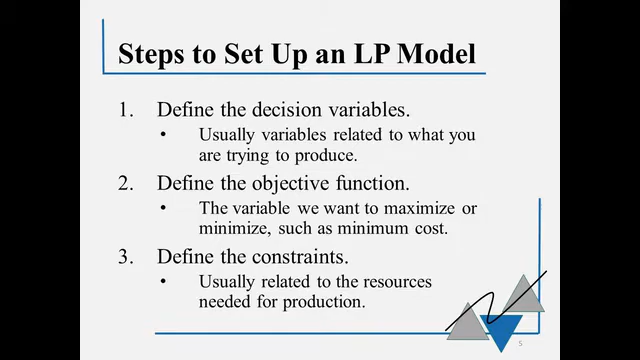 Steps to Set Up an LP Model
1. Define the decision variables.
• Usually variables related to what you
are trying to produce.
2. Define the objective function.
• The variable we want to maximize or
minimize, such as minimum cost.
3. Define the constraints.
• Usually related to the resources
needed for production.
5